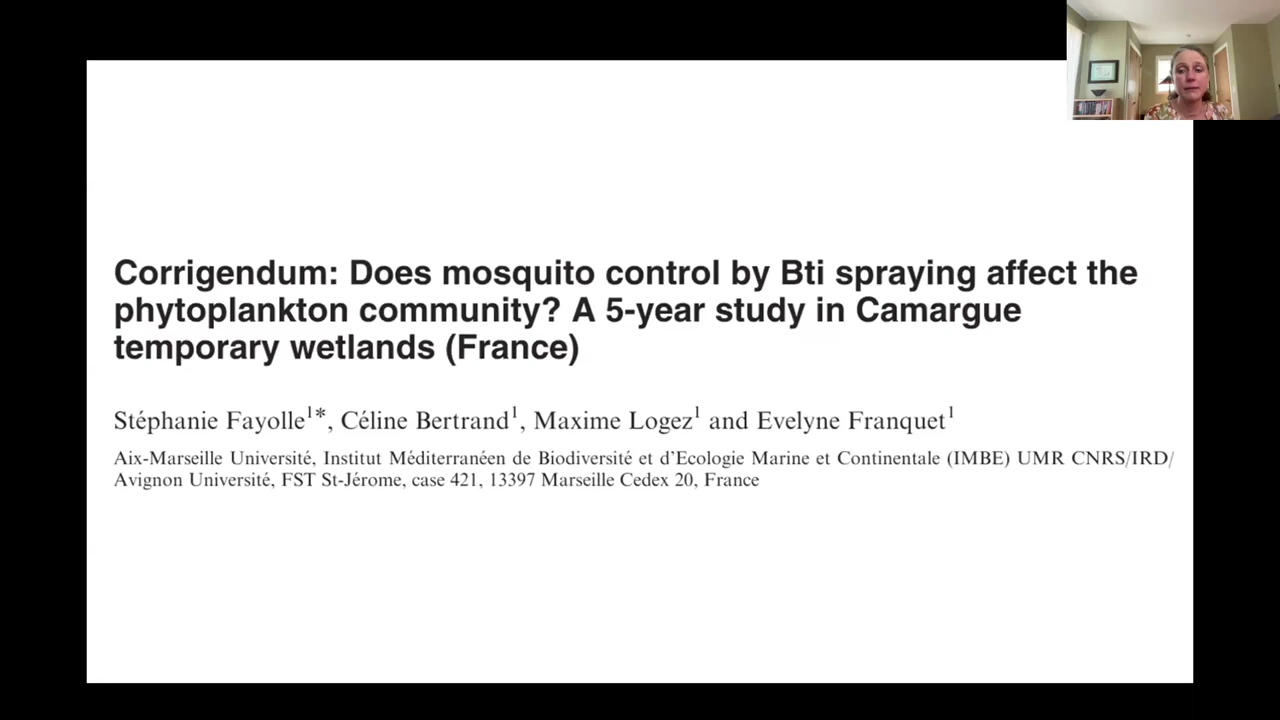 Corrigendum: Does mosquito control by Bti spraying affect the
phytoplankton community? A 5-year study in Camargue
temporary wetlands (France)
Stéphanie Fayolle1*, Céline Bertrand1, Maxime Logez1 and Evelyne Franquet1
Aix-Marseille Université, Institut Méditerranéen de Biodiversité et d'Ecologie Marine et Continentale (IMBE) UMR CNRS/IRD/
Avignon Université, FST St-Jérome, case 421, 13397 Marseille Cedex 20, France